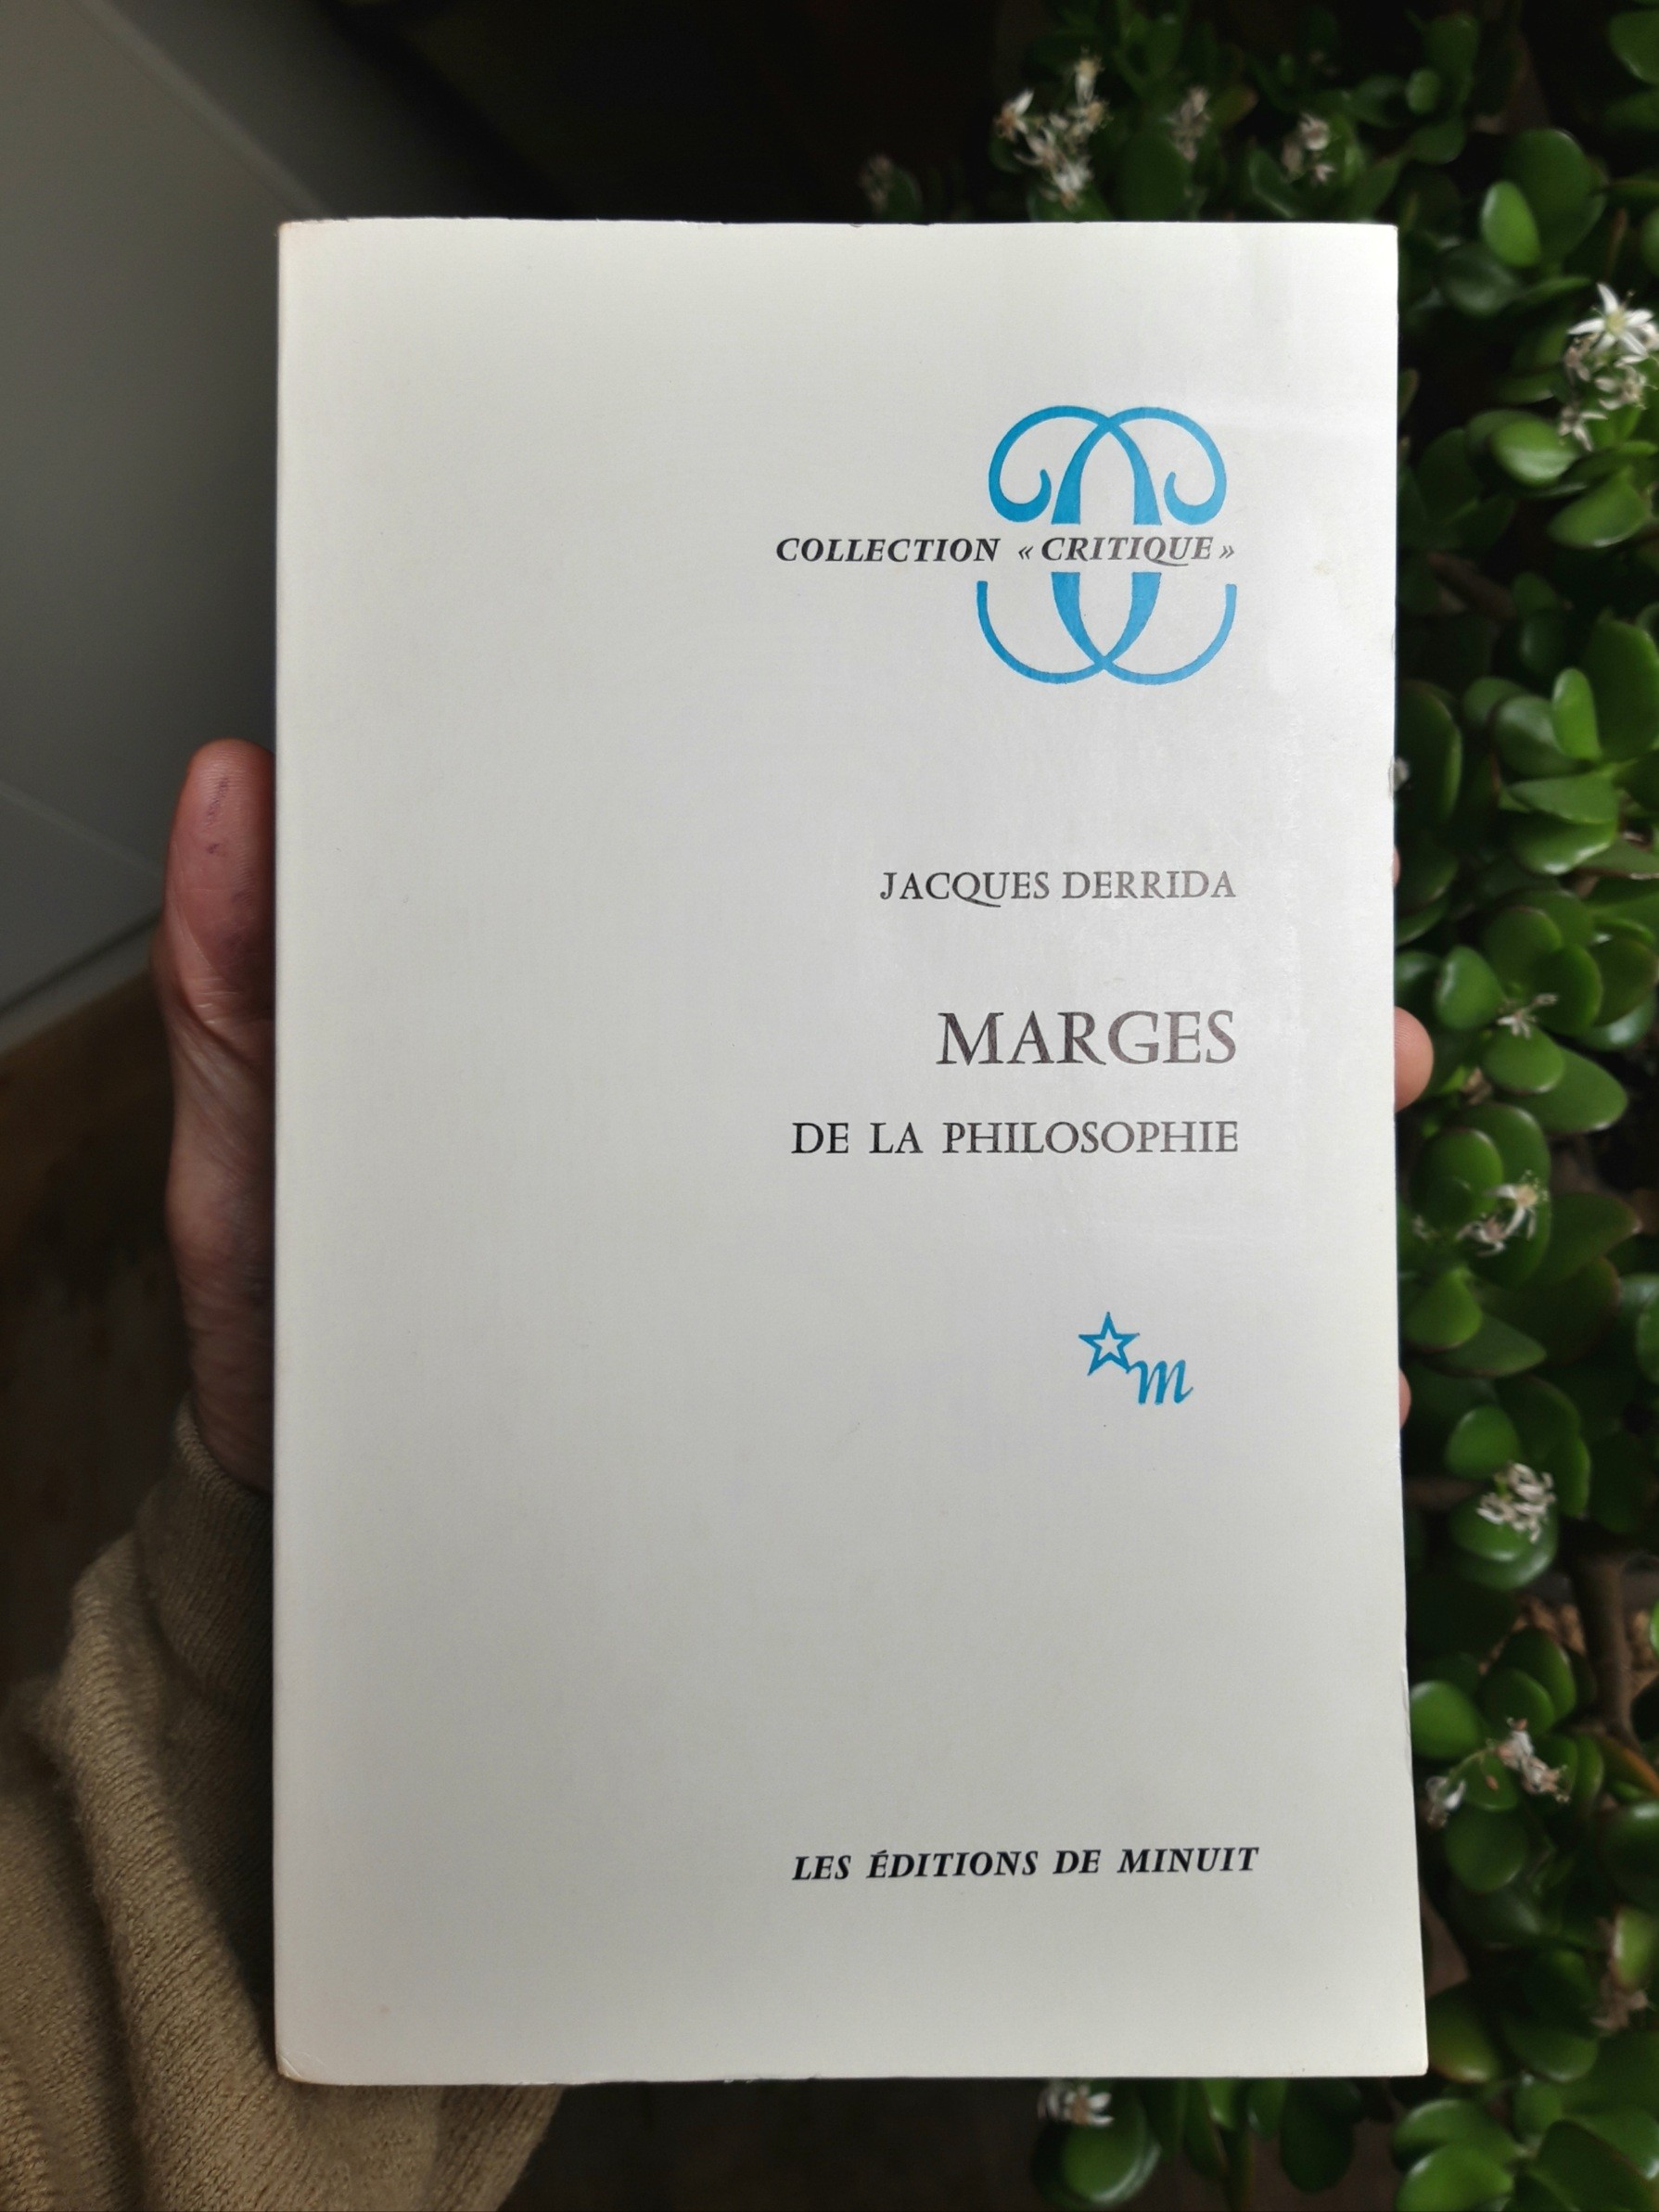 COLLECTION « CRITIQUE »
JACQUES DERRIDA
MARGES
DE LA PHILOSOPHIE
m
LES ÉDITIONS DE MINUIT